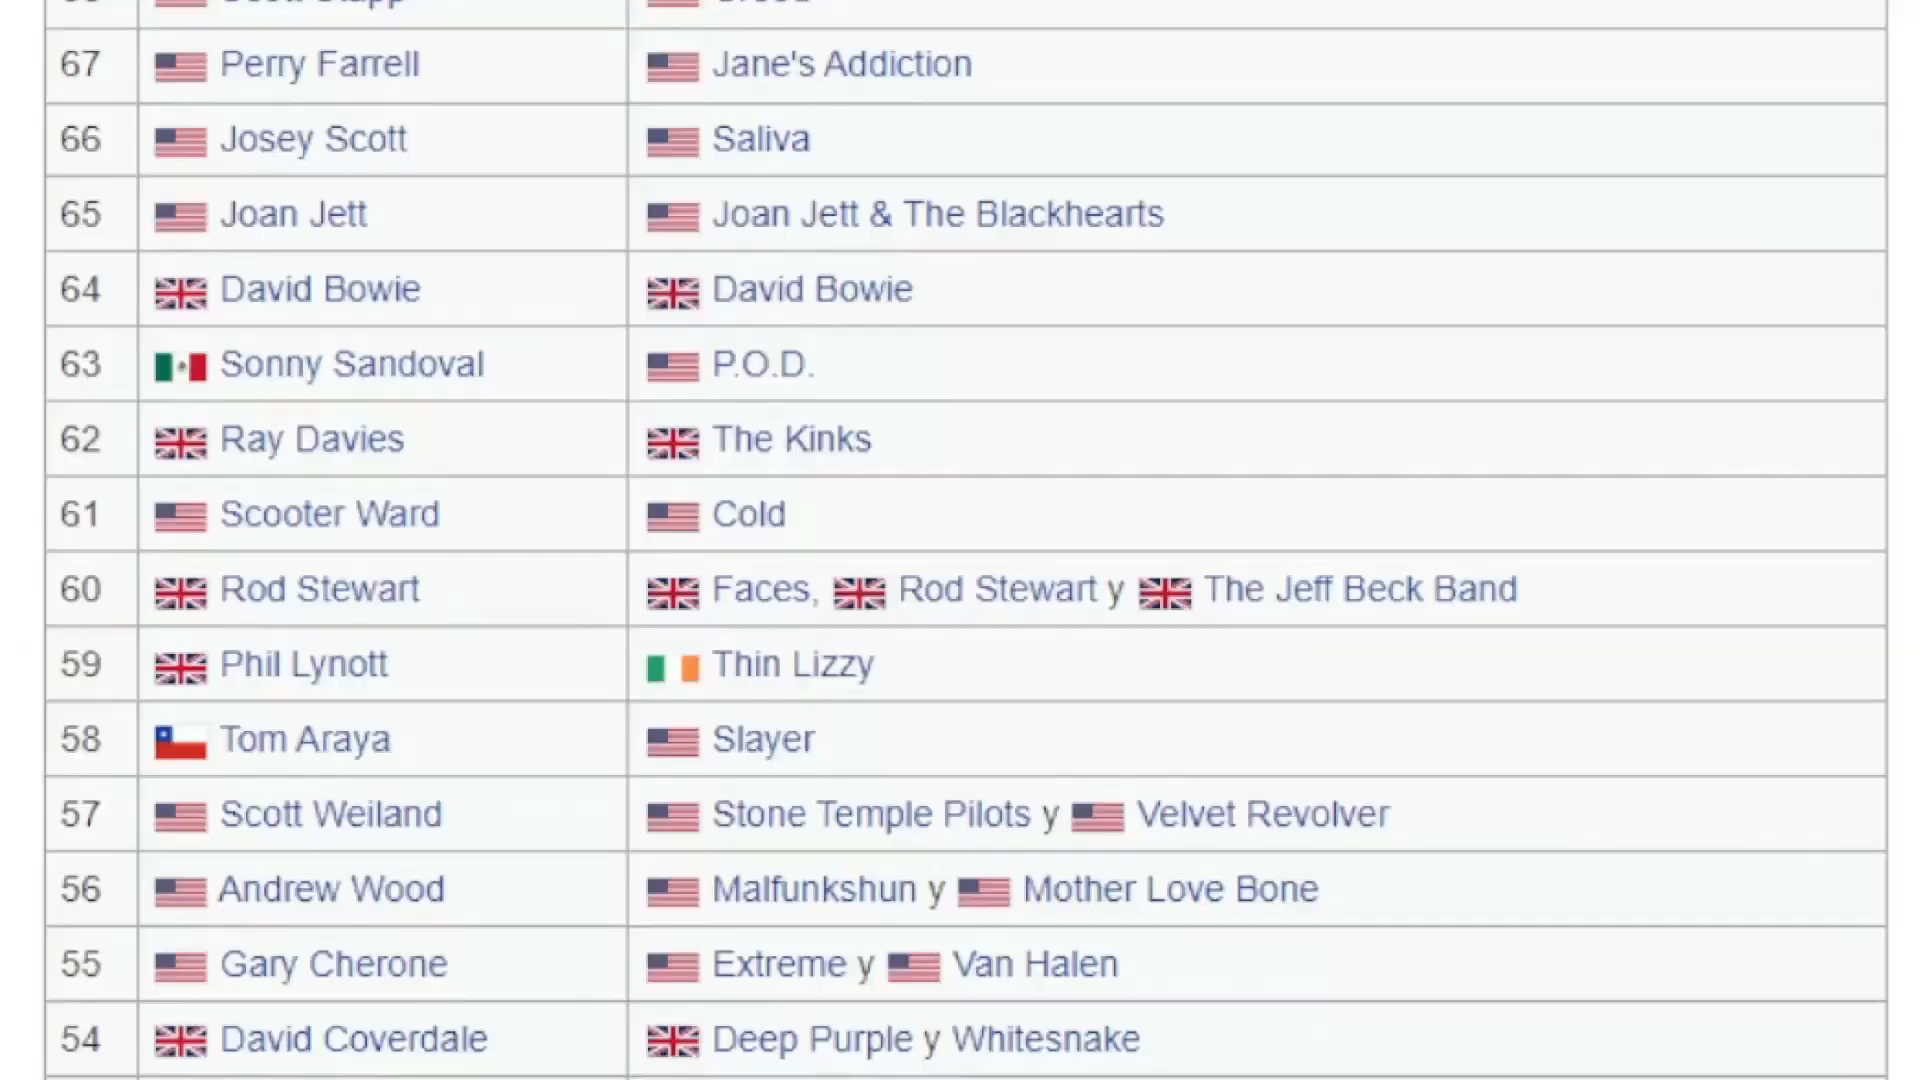 67 Perry Farrell Jane's Addiction
66 Josey Scott Saliva
65 Joan Jett Joan Jett & The Blackhearts
64 David Bowie David Bowie
63 Sonny Sandoval P.O.D.
62 Ray Davies The Kinks
61 Scooter Ward Cold
60 Rod Stewart Faces, Rod Stewart y The Jeff Beck Band
59 Phil Lynott Thin Lizzy
58 Tom Araya Slayer
57 Scott Weiland Stone Temple Pilots y Velvet Revolver
56 Andrew Wood Malfunkshun y Mother Love Bone
55 Gary Cherone Extreme y Van Halen
54 David Coverdale Deep Purple y Whitesnake